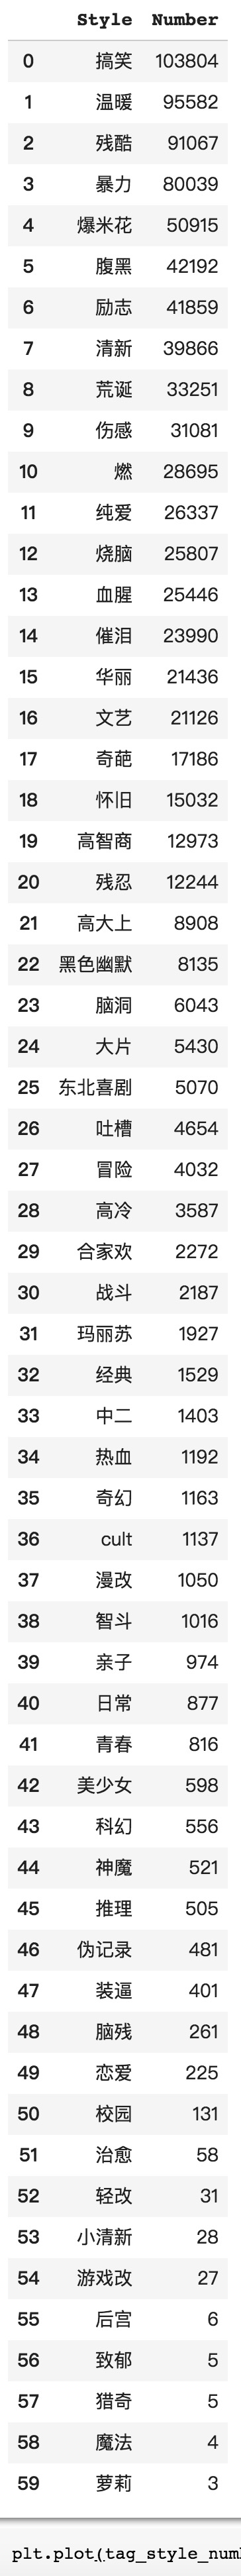 Style Number
0 搞笑 103804
1 温暖 95582
2 残酷 91067
3 暴力 80039
4 爆米花 50915
5 腹黑 42192
6 励志 41859
7 清新 39866
8 荒诞 33251
9 伤感 31081
10 燃 28695
11 纯爱 26337
12 烧脑 25807
13 血腥 25446
14 催泪 23990
15 华丽 21436
16 文艺 21126
17 奇葩 17186
18 怀旧 15032
19 高智商 12973
20 残忍 12244
21 高大上 8908
22 黑色幽默 8135
23 脑洞 6043
24 大片 5430
25 东北喜剧 5070
26 吐槽 4654
27 冒险 4032
28 高冷 3587
29 合家欢 2272
30 战斗 2187
31 玛丽苏 1927
32 经典 1529
33 中二 1403
34 热血 1192
35 奇幻 1163
36 cult 1137
37 漫改 1050
38 智斗 1016
39 亲子 974
40 日常 877
41 青春 816
42 美少女 598
43 科幻 556
44 神魔 521
45 推理 505
46 伪记录 481
47 装逼 401
48 脑残 261
49 恋爱 225
50 校园 131
51 治愈 58
52 轻改 31
53 小清新 28
54 游戏改 27
55 后宫 6
56 致郁 5
57 猎奇 5
58 魔法 4
59 萝莉 3
plt.plot(tag_style_num